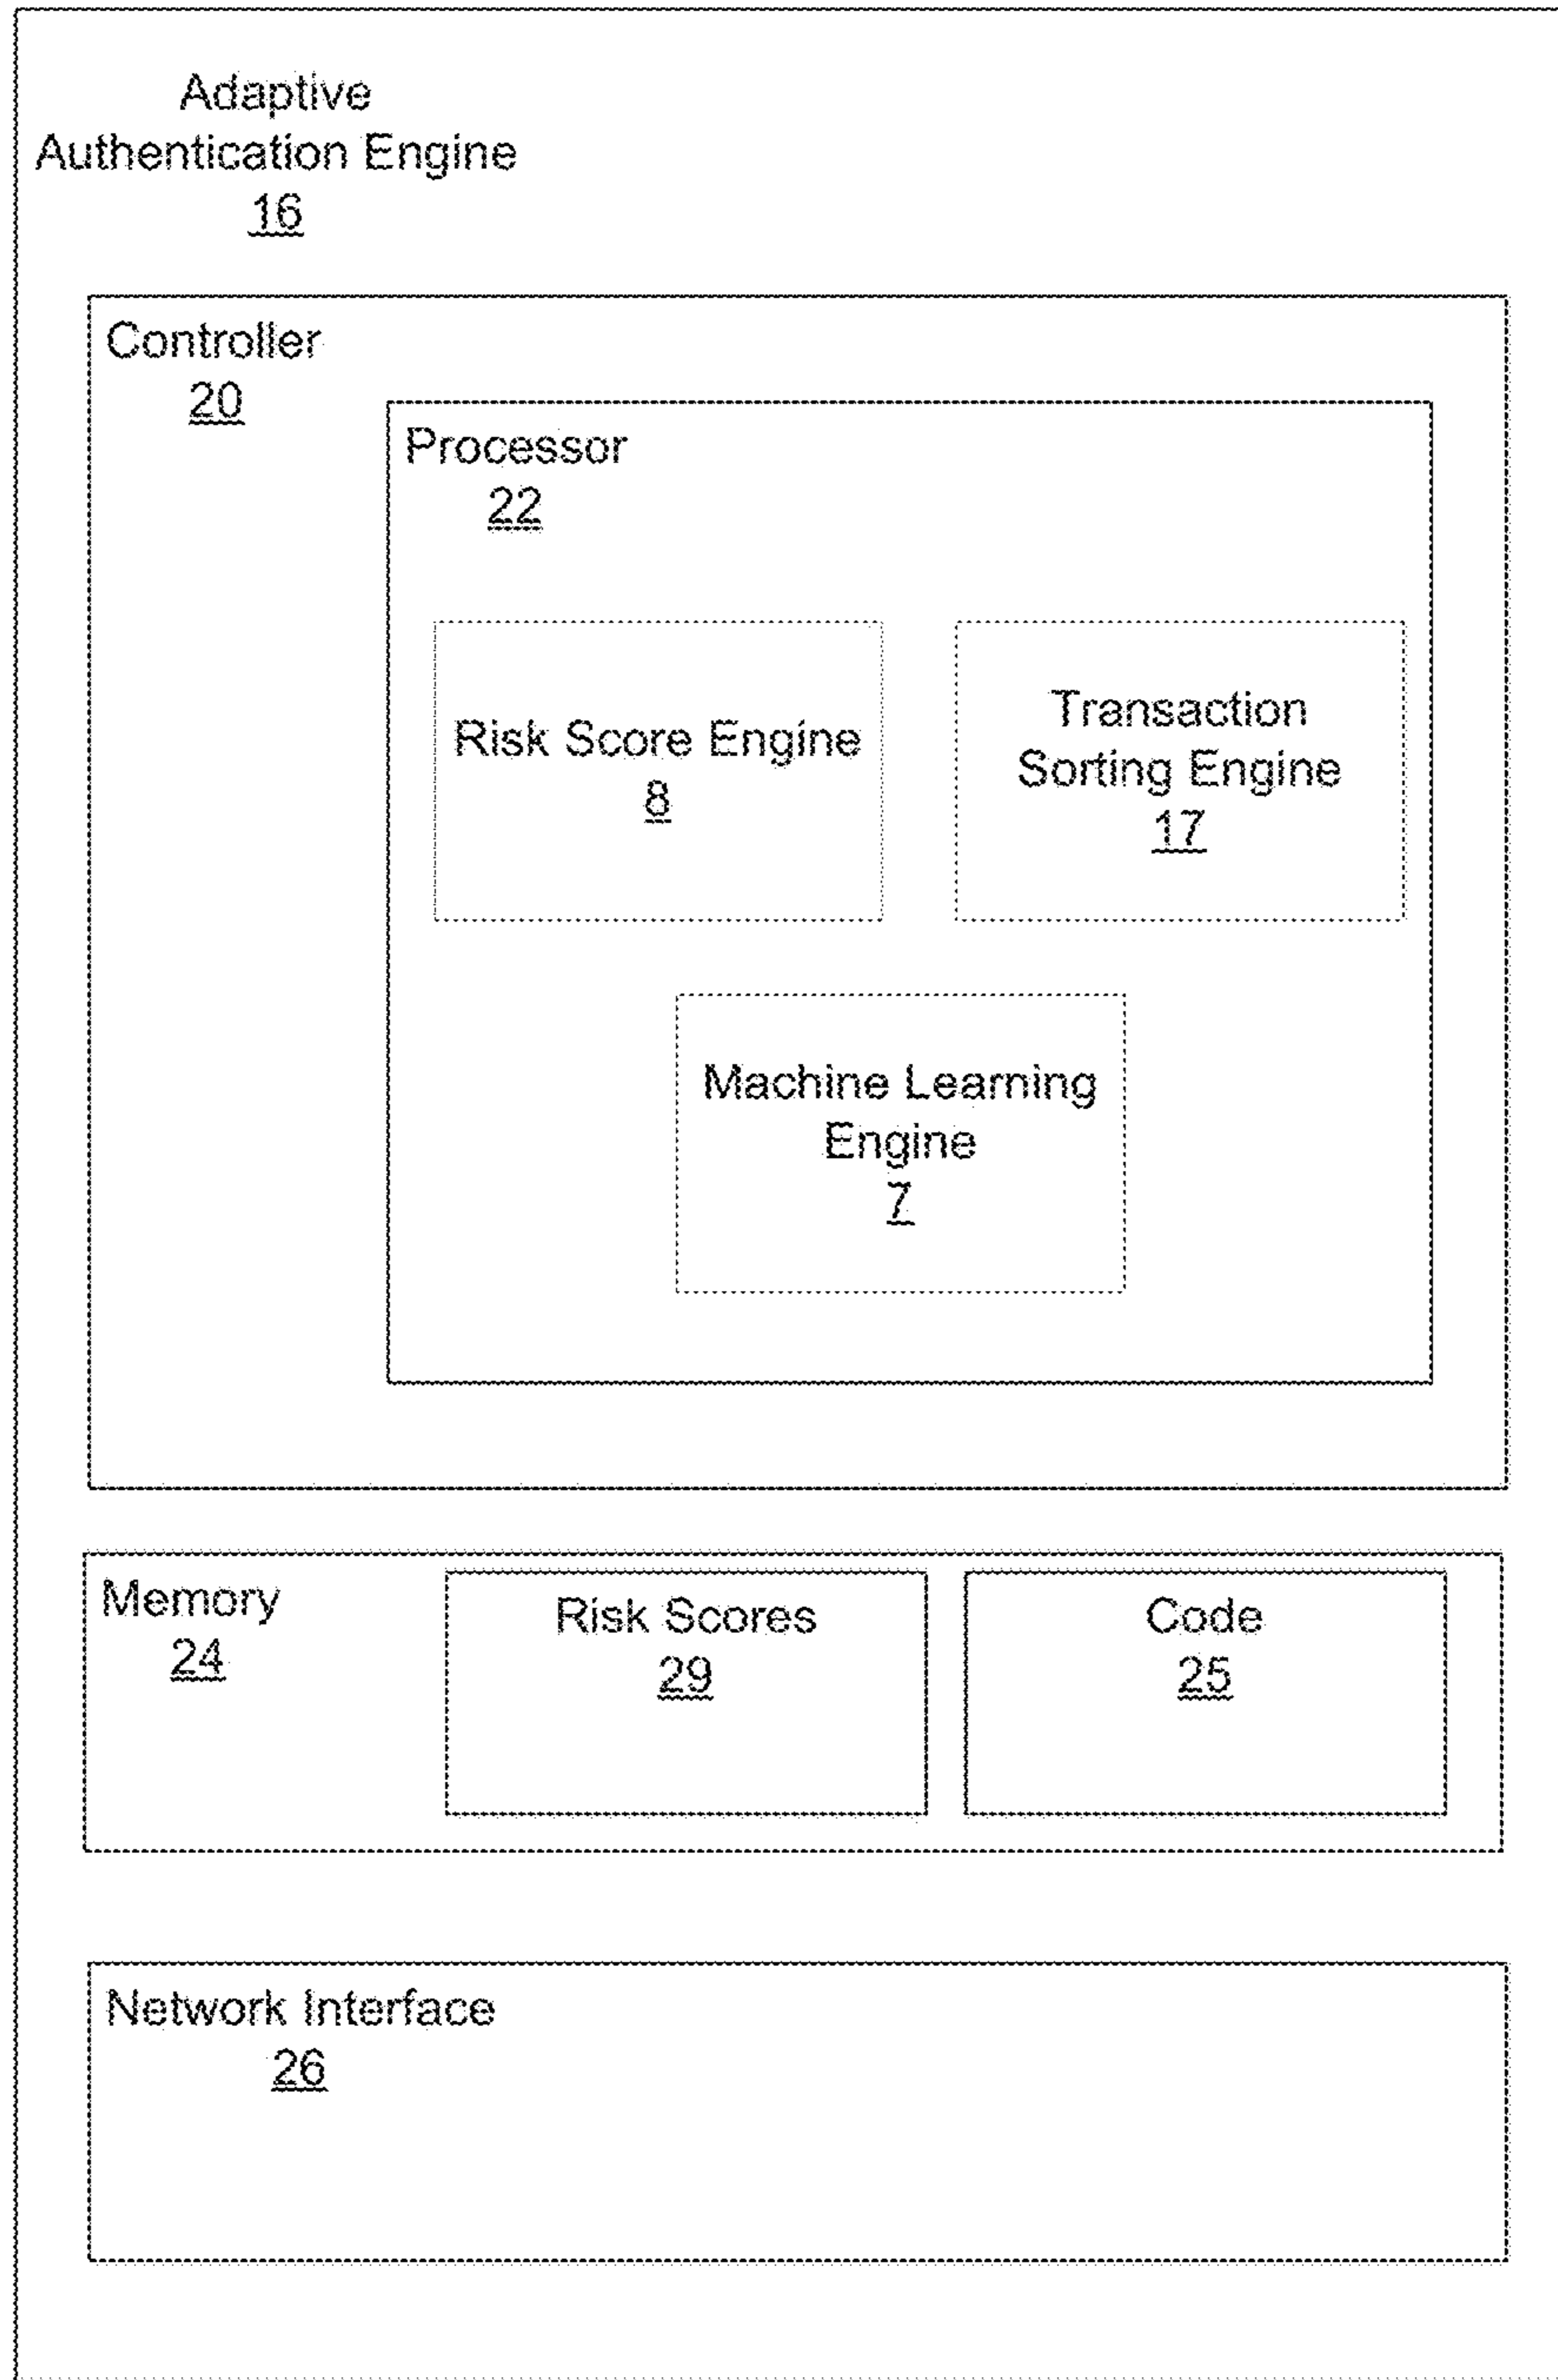 Adaptive
Authentication Engine
16
Controller
20
Processor
22
Risk Score Engine
8
Transaction
Sorting Engine
17
Machine Learning
Engine
7
Memory
24
Risk Scores
29
Code
25
Network Interface
26